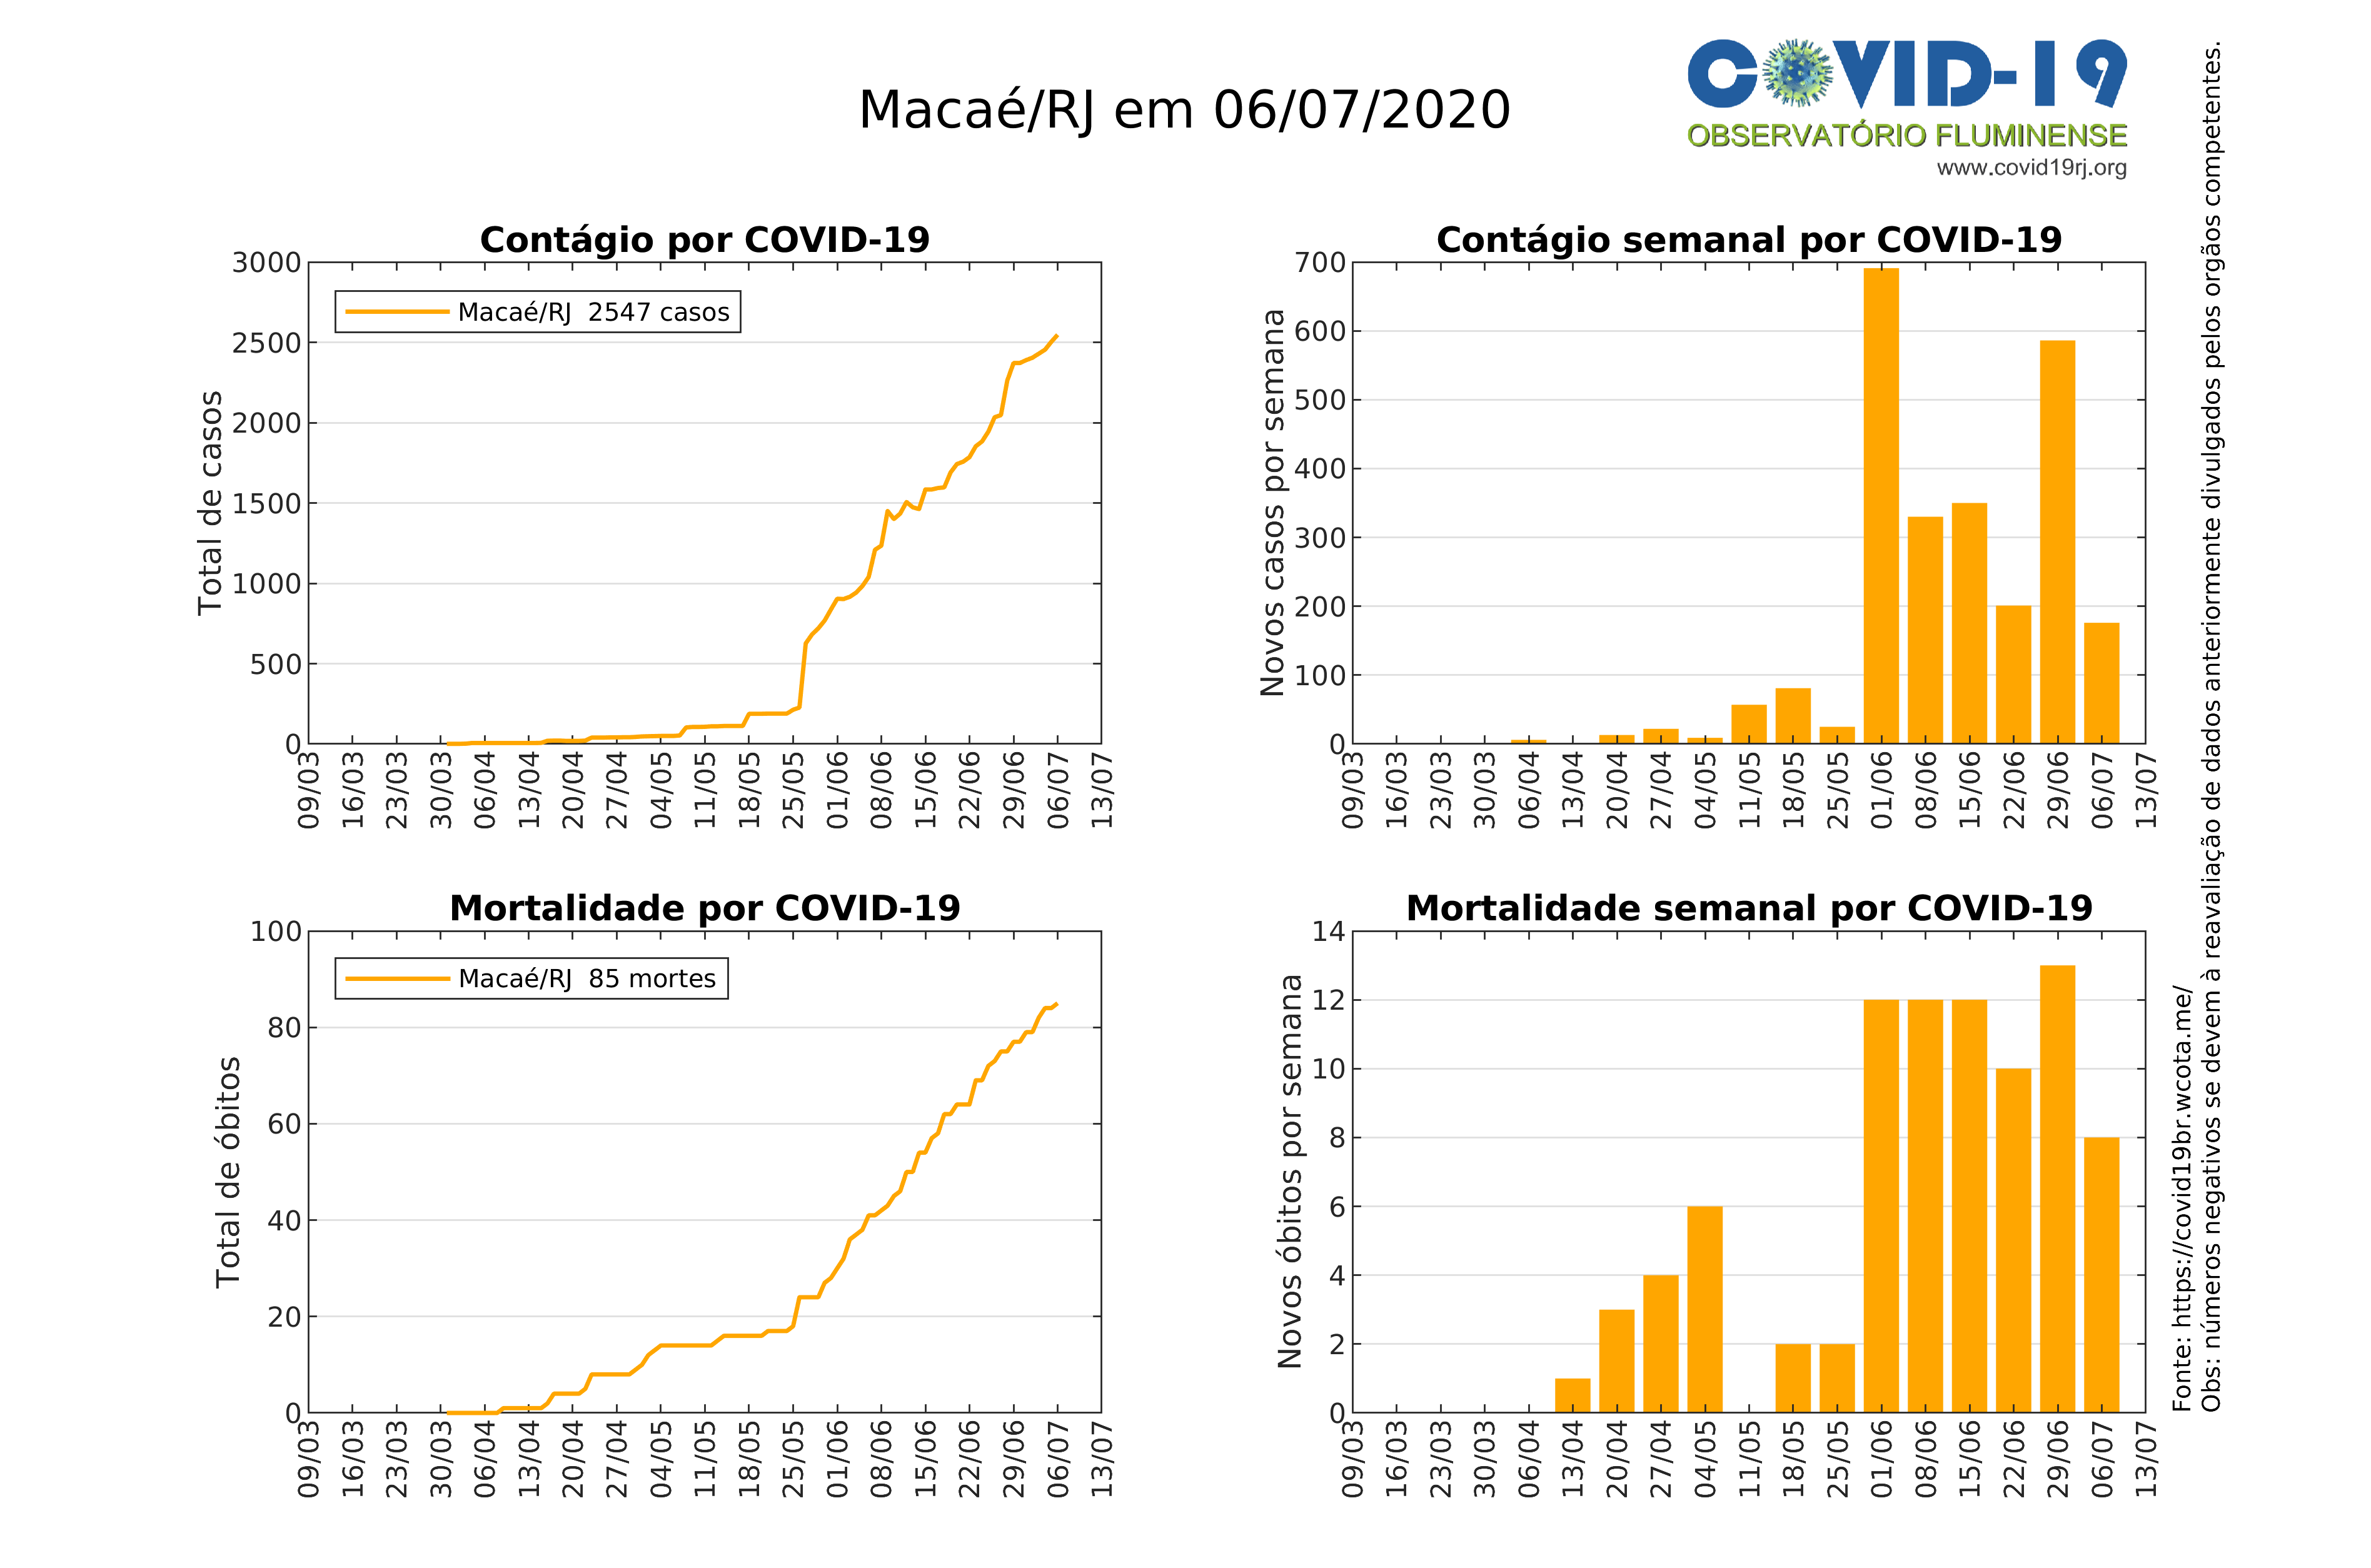 Macaé/RJ em 06/07/2020
COVID-19
OBSERVATÓRIO FLUMINENSE
www.covid19rj.org
Contágio por COVID-19
Total de casos
3000
2500
2000
1500
1000
500
0
Macaé/RJ 2547 casos
09/03 16/03 23/03 30/03 06/04 13/04 20/04 27/04 04/05 11/05 18/05 25/05 01/06 08/06 15/06 22/06 29/06 06/07 13/07
Contágio semanal por COVID-19
Novos casos por semana
700
600
500
400
300
200
100
0
09/03 16/03 23/03 30/03 06/04 13/04 20/04 27/04 04/05 11/05 18/05 25/05 01/06 08/06 15/06 22/06 29/06 06/07 13/07
Mortalidade por COVID-19
Total de óbitos
100
80
60
40
20
0
Macaé/RJ 85 mortes
09/03 16/03 23/03 30/03 06/04 13/04 20/04 27/04 04/05 11/05 18/05 25/05 01/06 08/06 15/06 22/06 29/06 06/07 13/07
Mortalidade semanal por COVID-19
Novos óbitos por semana
14
12
10
8
6
4
2
0
09/03 16/03 23/03 30/03 06/04 13/04 20/04 27/04 04/05 11/05 18/05 25/05 01/06 08/06 15/06 22/06 29/06 06/07 13/07
Fonte: https://covid19br.wcota.me/
Obs: números negativos se devem à reavaliação de dados anteriormente divulgados pelos orgãos competentes.